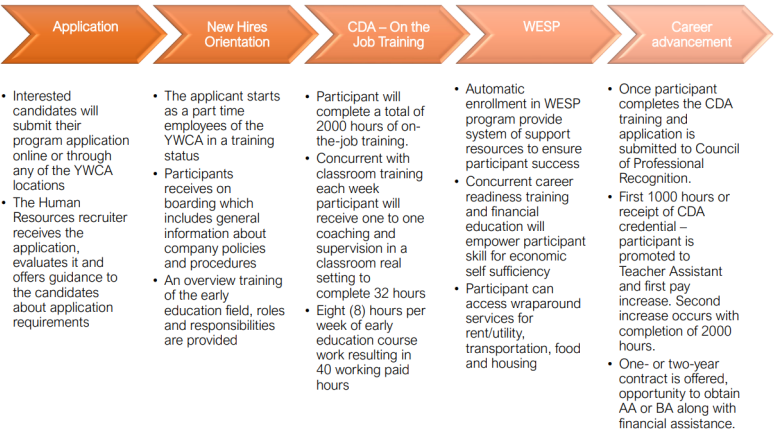 Application
New Hires
Orientation
CDA – On the
Job Training
WESP
Career
advancement
• Interested
candidates will
submit their
program application
online or through
any of the YWCA
locations
• The Human
Resources recruiter
receives the
application,
evaluates it and
offers guidance to
the candidates
about application
requirements
• The applicant starts
as a part time
employees of the
YWCA in a training
status
• Participants
receives on
boarding which
includes general
information about
company policies
and procedures
• An overview training
of the early
education field, roles
and responsibilities
are provided
• Participant will
complete a total of
2000 hours of on-
the-job training.
• Concurrent with
classroom training
each week
participant will
receive one to one
coaching and
supervision in a
classroom real
setting to
complete 32 hours
• Eight (8) hours per
week of early
education course
work resulting in
40 working paid
hours
• Automatic
enrollment in WESP
program provide
system of support
resources to ensure
participant success
• Concurrent career
readiness training
and financial
education will
empower participant
skill for economic
self sufficiency
• Participant can
access wraparound
services for
rent/utility,
transportation, food
and housing
• Once participant
completes the CDA
training and
application is
submitted to Council
of Professional
Recognition.
• First 1000 hours or
receipt of CDA
credential –
participant is
promoted to
Teacher Assistant
and first pay
increase. Second
increase occurs with
completion of 2000
hours.
• One- or two-year
contract is offered,
opportunity to obtain
AA or BA along with
financial assistance.